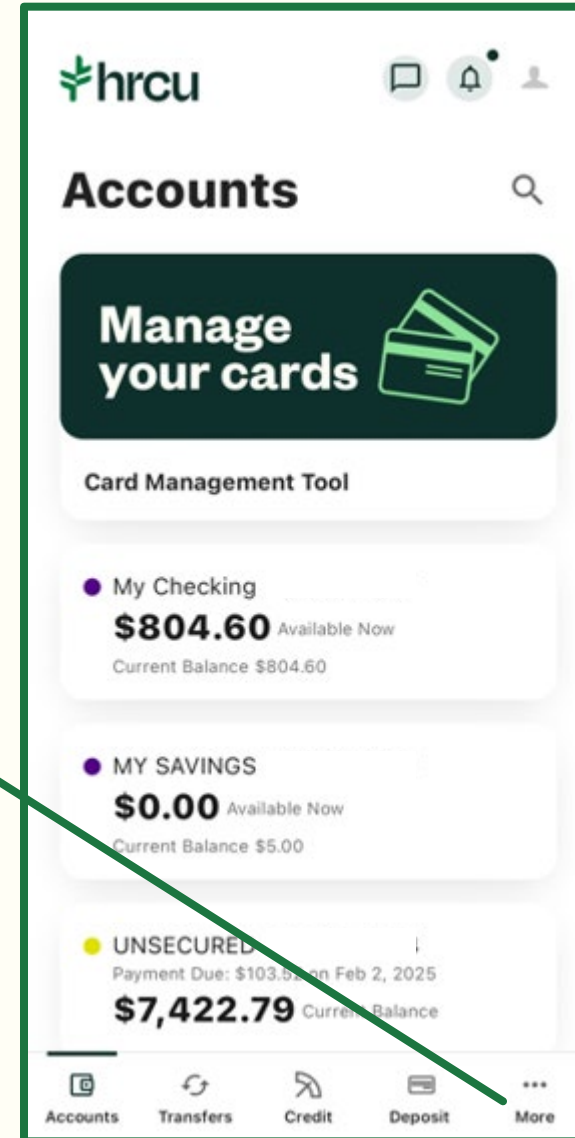 hrcu
Accounts
Manage
your cards
Card Management Tool
My Checking
$804.60 Available Now
Current Balance $804.60
MY SAVINGS
$0.00 Available Now
Current Balance $5.00
UNSECURED
Payment Due: $103.52 on Feb 2, 2025
$7,422.79 Current Balance
Accounts Transfers Credit Deposit More